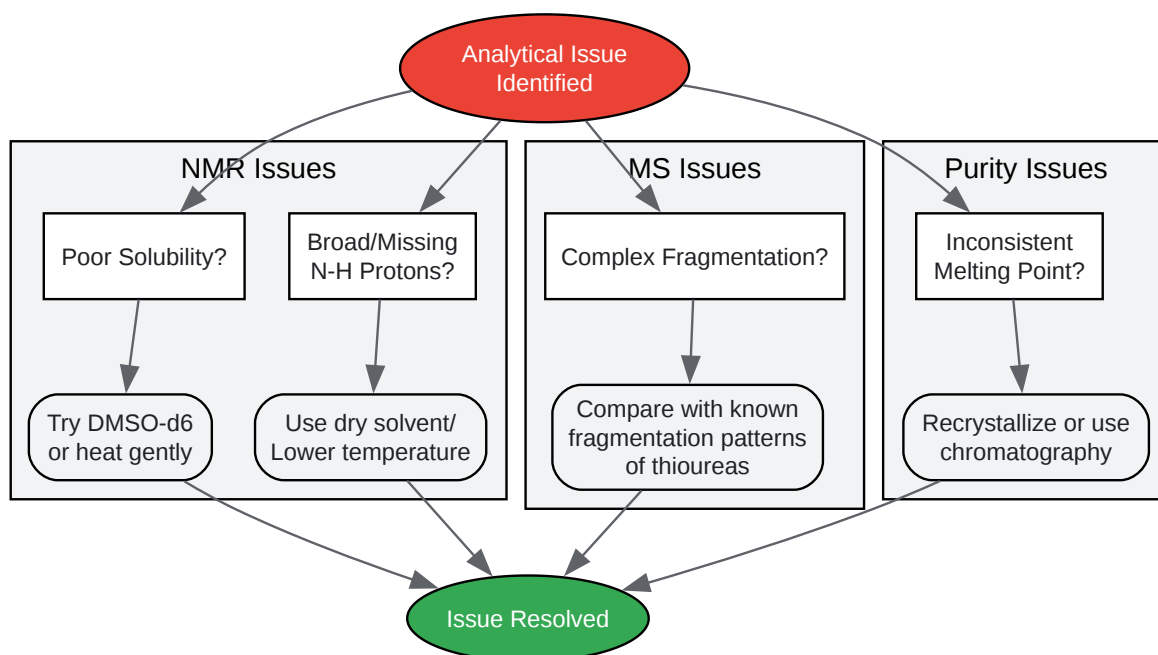 Analytical Issue
Identified
NMR Issues
MS Issues
Purity Issues
Poor Solubility?
Broad/Missing
N-H Protons?
Complex Fragmentation?
Inconsistent
Melting Point?
Try DMSO-d6
or heat gently
Use dry solvent/
Lower temperature
Compare with known
fragmentation patterns
of thioureas
Recrystallize or use
chromatography
Issue Resolved